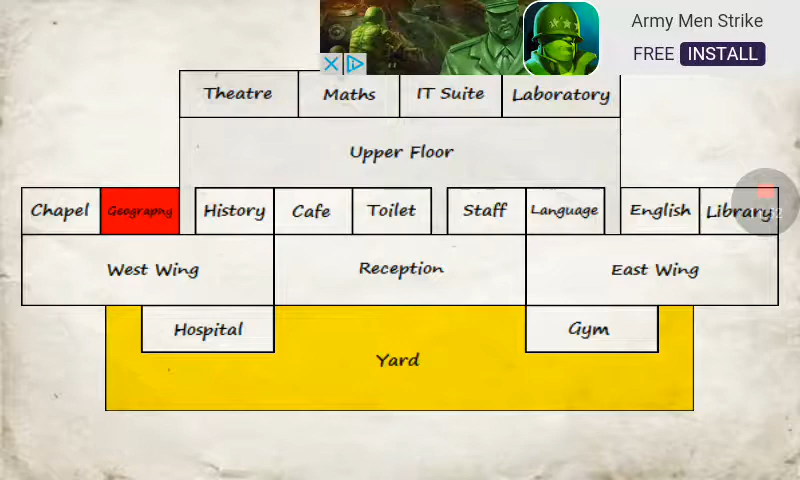 Army Men Strike
FREE INSTALL
Theatre Maths IT Suite Laboratory
Upper Floor
Chapel Geograpng History Cafe Toilet Staff Language English Library
West Wing Reception East Wing
Hospital Gym
Yard